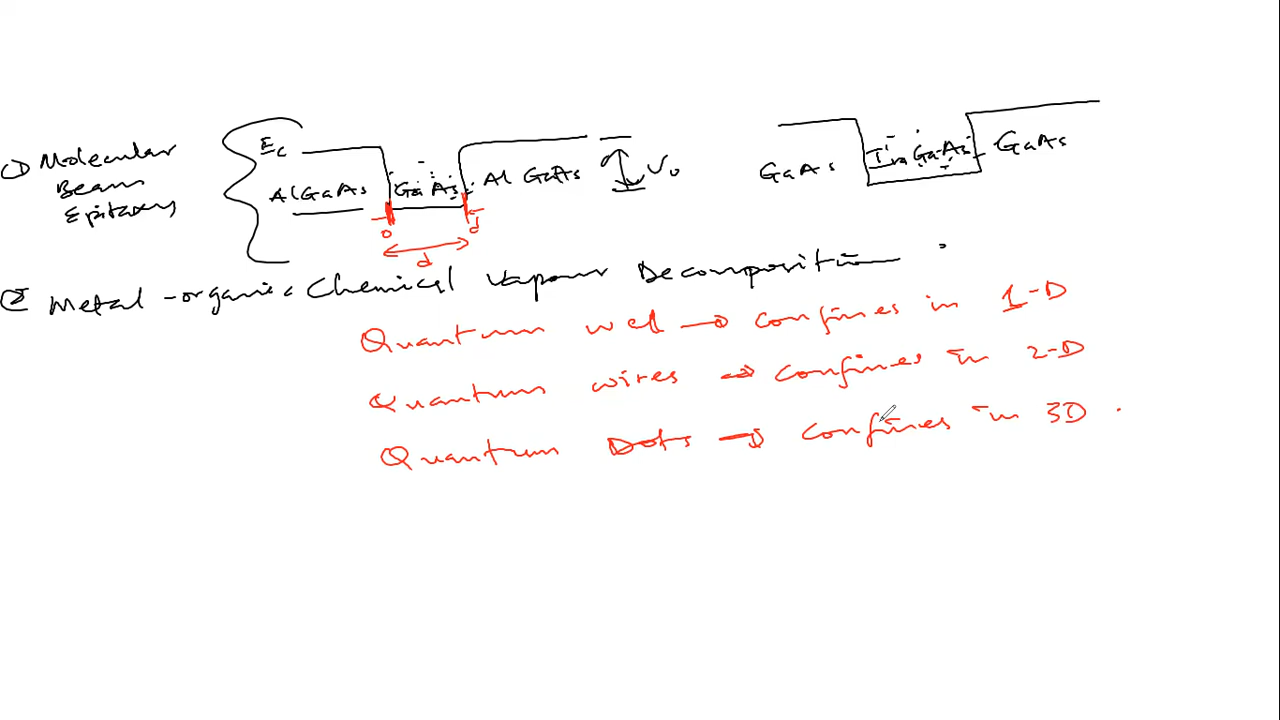 ① Molecular
Beam
Epitaxy
Ec
AlGaAs GaAs AlGaAs V₀
0 d
d
GaAs InGaAs GaAs
② Metal-organic Chemical Vapour Decomposition
Quantum well → confines in 1-D
Quantum wires → confines in 2-D
Quantum Dots → confines in 3D.